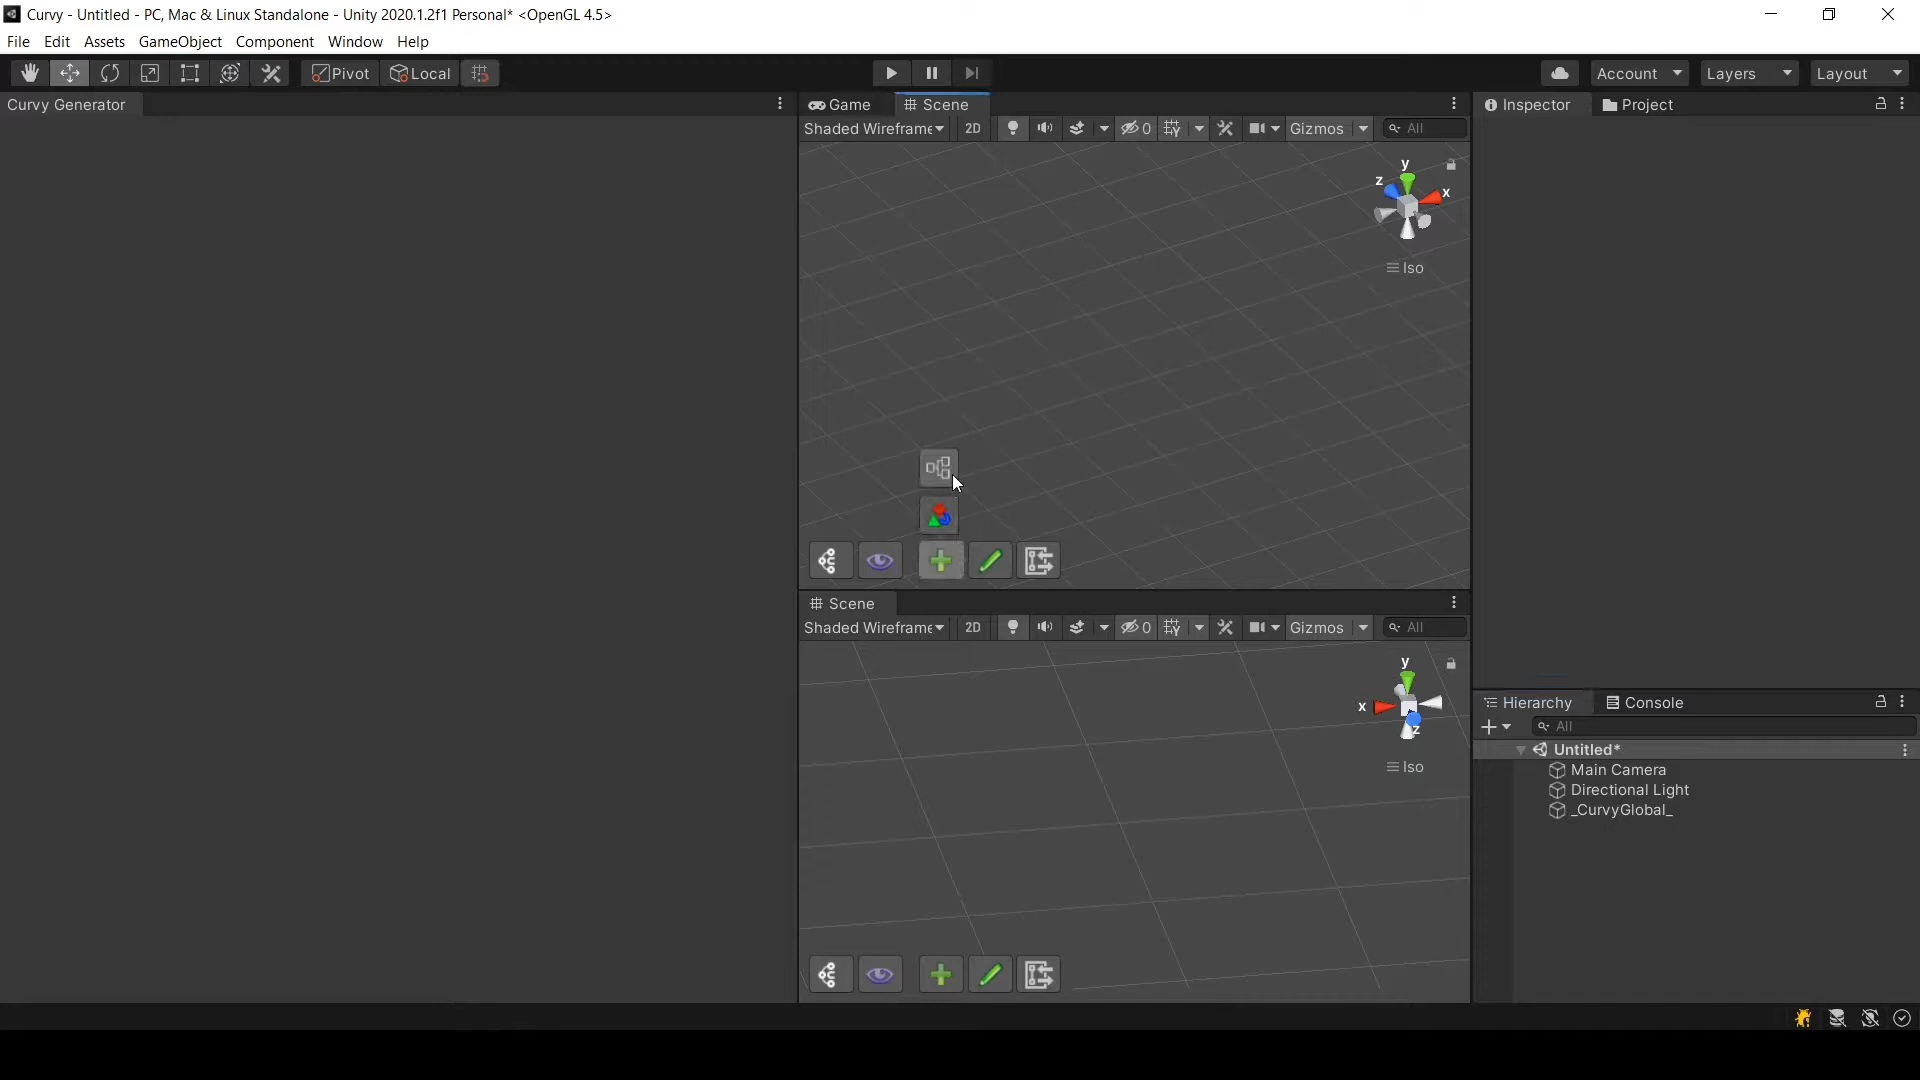 Curvy - Untitled - PC, Mac & Linux Standalone - Unity 2020.1.2f1 Personal* <OpenGL 4.5>
File Edit Assets GameObject Component Window Help
Pivot Local Account Layers Layout
Curvy Generator
Game Scene
Shaded Wireframe 2D 0 Gizmos All
y
z
x
Iso
Scene
Shaded Wireframe 2D 0 Gizmos All
y
x
z
Iso
Inspector Project
Hierarchy Console
All
Untitled*
Main Camera
Directional Light
_CurvyGlobal_